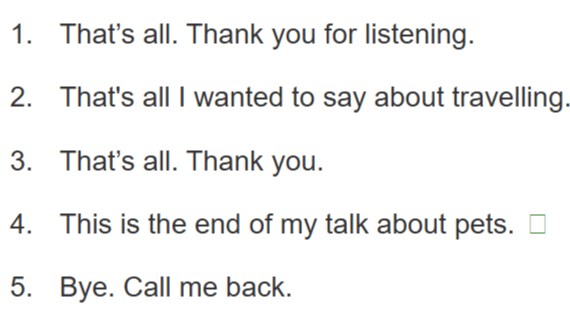 1. That’s all. Thank you for listening.
2. That's all I wanted to say about travelling.
3. That’s all. Thank you.
4. This is the end of my talk about pets.
5. Bye. Call me back.